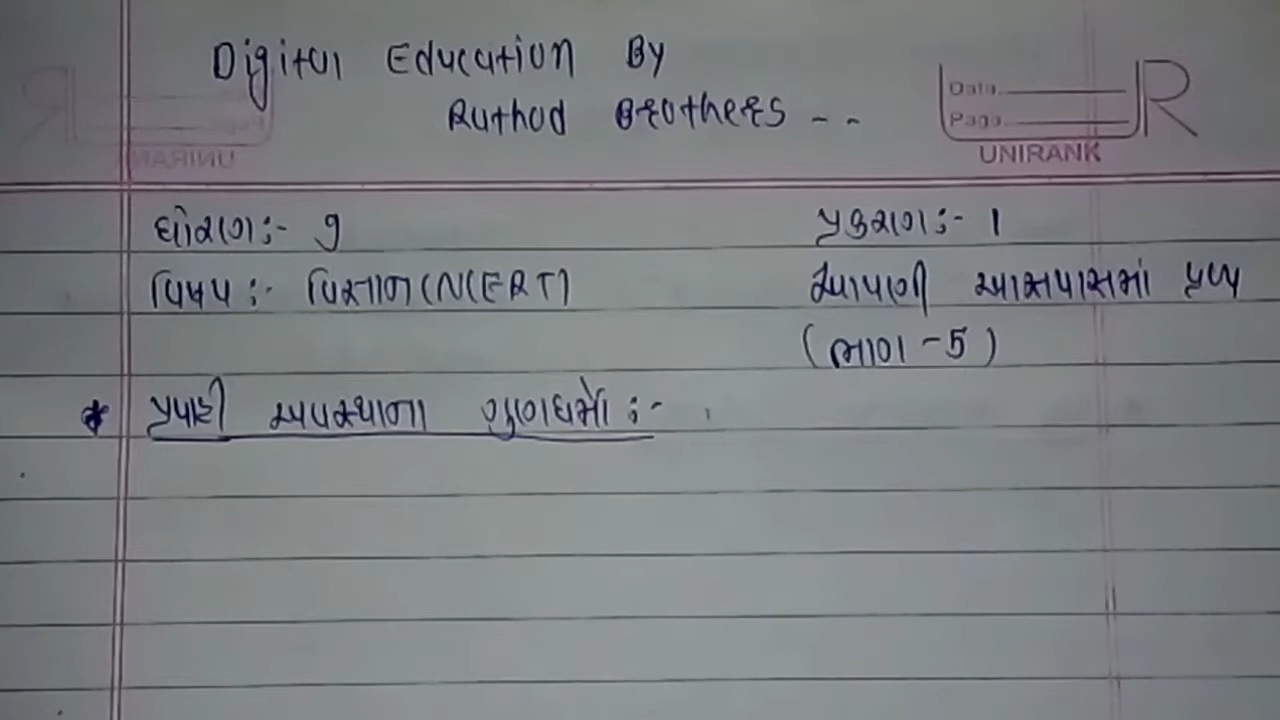 Digital Education By
Rathod Brothers - -
Data
Page
UNIRANK
ધોરણ :- 9
પ્રકરણ :- 1
વિષય :- વિજ્ઞાન (NCERT)
આપણી આસપાસમાં દ્રવ્ય
(ભાગ - 5)
* પ્રવાહી અવસ્થાના ગુણધર્મો :-